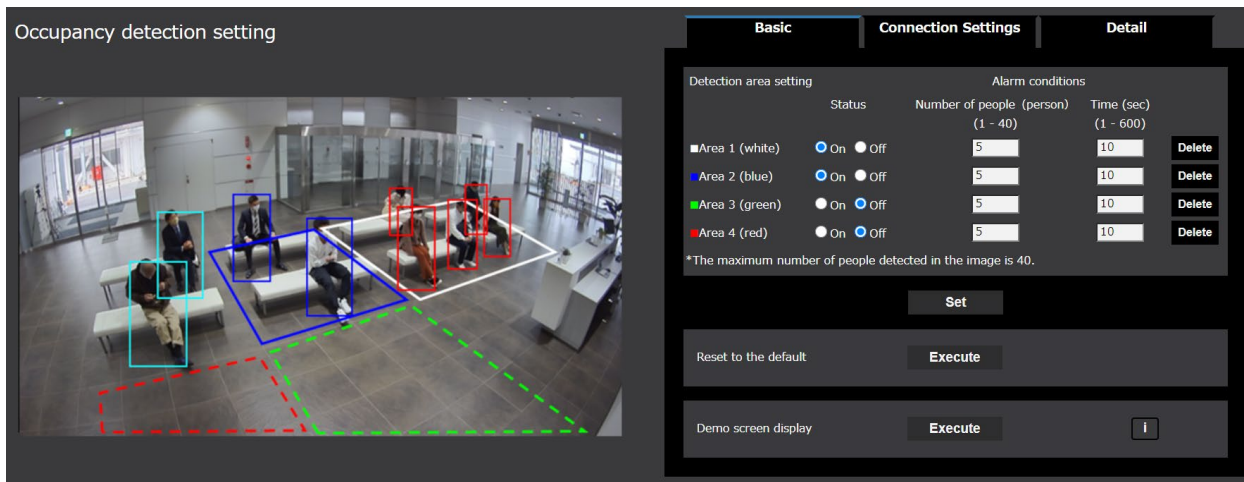 Occupancy detection setting
Basic
Connection Settings
Detail
Detection area setting
Alarm conditions
Status
Number of people (person)
(1 - 40)
Time (sec)
(1 - 600)
Area 1 (white) On Off 5 10 Delete
Area 2 (blue) On Off 5 10 Delete
Area 3 (green) On Off 5 10 Delete
Area 4 (red) On Off 5 10 Delete
*The maximum number of people detected in the image is 40.
Set
Reset to the default Execute
Demo screen display Execute i